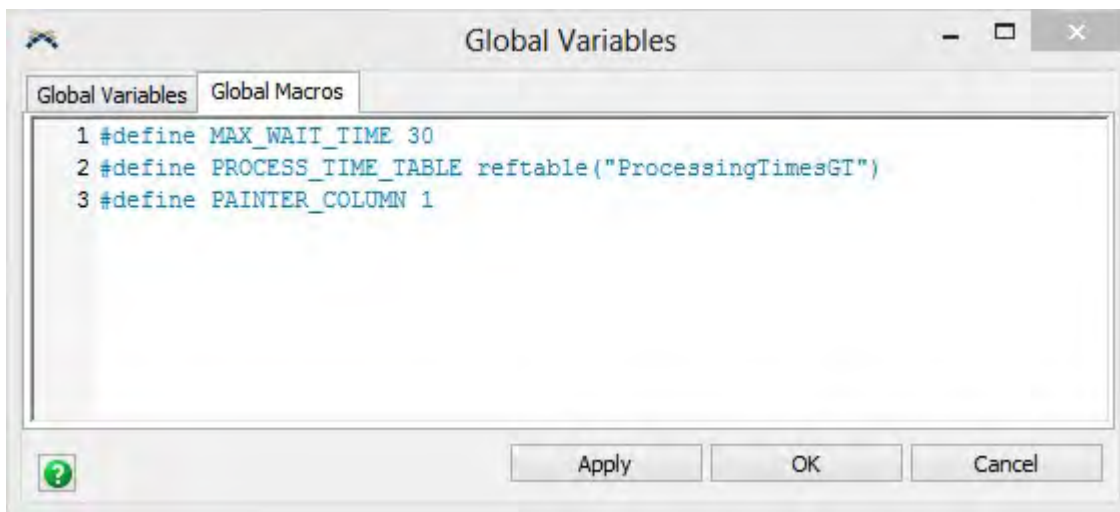 Global Variables
Global Variables Global Macros
1 #define MAX_WAIT_TIME 30
2 #define PROCESS_TIME_TABLE reftable("ProcessingTimesGT")
3 #define PAINTER_COLUMN 1
? Apply OK Cancel